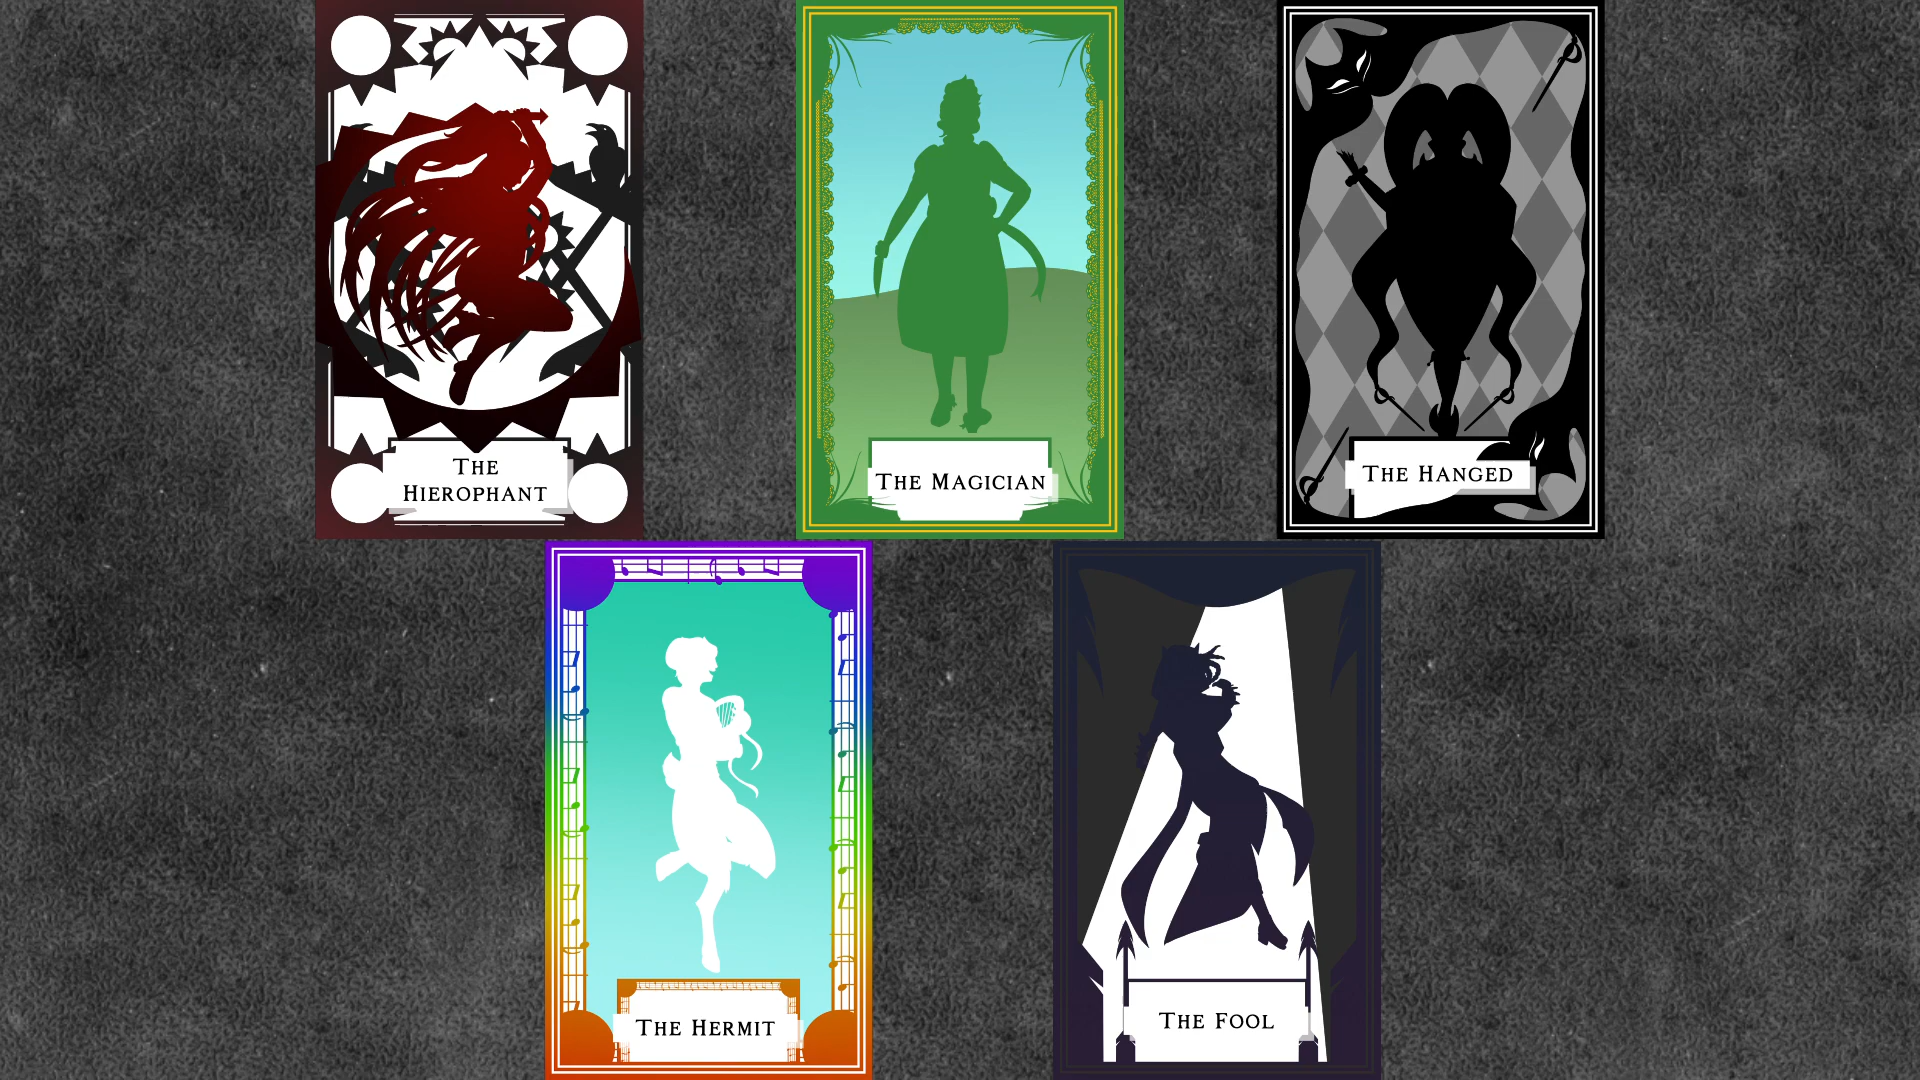 The
Hierophant
The Magician
The Hanged
The Hermit
The Fool